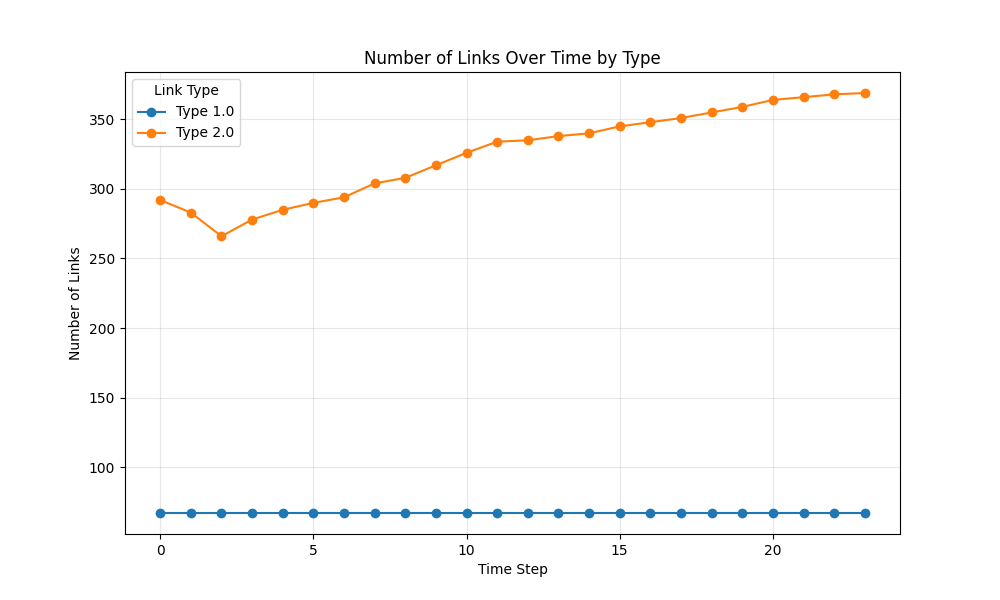 Number of Links Over Time by Type
Link Type
Type 1.0
Type 2.0
Number of Links
350
300
250
200
150
100
0 5 10 15 20
Time Step